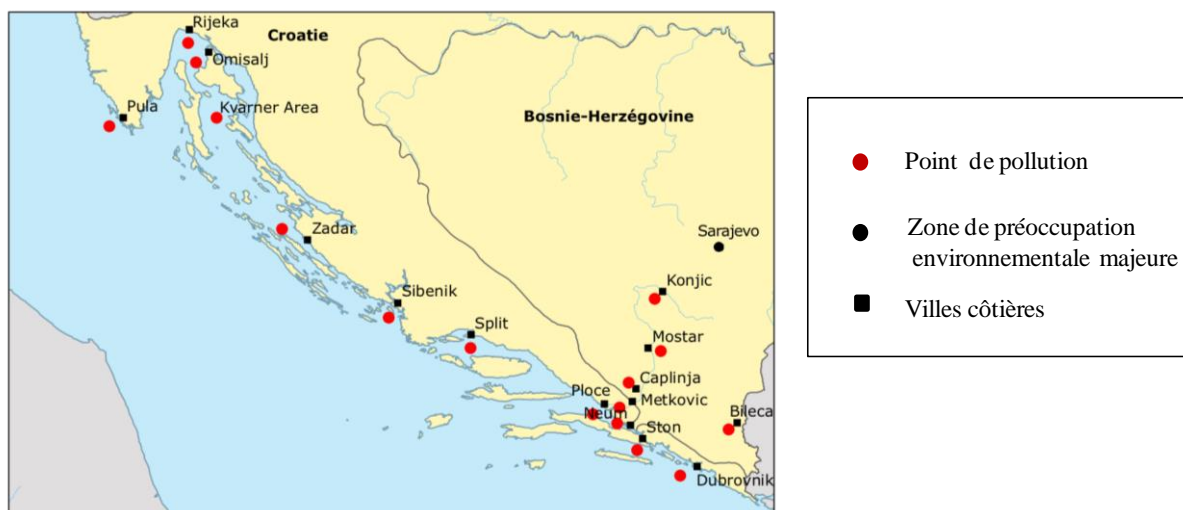 Rijeka
Croatie
Omisalj
Pula
Kvarner Area
Bosnie-Herzégovine
Zadar
Sarajevo
Sibenik
Konjic
Split
Mostar
Caplinja
Ploce
Metkovic
Neum
Bileca
Ston
Dubrovnik
Point de pollution
Zone de préoccupation
environnementale majeure
Villes côtières